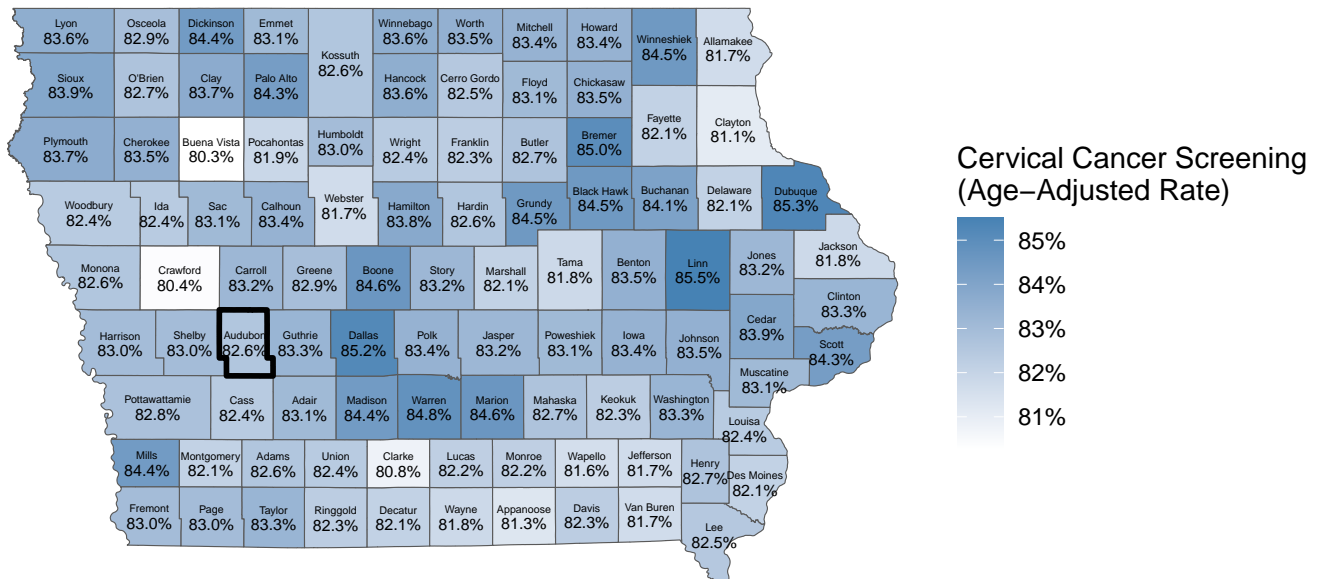 Lyon
83.6%
Osceola
82.9%
Dickinson
84.4%
Emmet
83.1%
Kossuth
82.6%
Winnebago
83.6%
Worth
83.5%
Mitchell
83.4%
Howard
83.4%
Winneshiek
84.5%
Allamakee
81.7%
Sioux
83.9%
O'Brien
82.7%
Clay
83.7%
Palo Alto
84.3%
Hancock
83.6%
Cerro Gordo
82.5%
Floyd
83.1%
Chickasaw
83.5%
Fayette
82.1%
Clayton
81.1%
Plymouth
83.7%
Cherokee
83.5%
Buena Vista
80.3%
Pocahontas
81.9%
Humboldt
83.0%
Wright
82.4%
Franklin
82.3%
Butler
82.7%
Bremer
85.0%
Woodbury
82.4%
Ida
82.4%
Sac
83.1%
Calhoun
83.4%
Webster
81.7%
Hamilton
83.8%
Hardin
82.6%
Grundy
84.5%
Black Hawk
84.5%
Buchanan
84.1%
Delaware
82.1%
Dubuque
85.3%
Monona
82.6%
Crawford
80.4%
Carroll
83.2%
Greene
82.9%
Boone
84.6%
Story
83.2%
Marshall
82.1%
Tama
81.8%
Benton
83.5%
Linn
85.5%
Jones
83.2%
Jackson
81.8%
Clinton
83.3%
Harrison
83.0%
Shelby
83.0%
Audubon
82.6%
Guthrie
83.3%
Dallas
85.2%
Polk
83.4%
Jasper
83.2%
Poweshiek
83.1%
Iowa
83.4%
Johnson
83.5%
Cedar
83.9%
Scott
84.3%
Muscatine
83.1%
Pottawattamie
82.8%
Cass
82.4%
Adair
83.1%
Madison
84.4%
Warren
84.8%
Marion
84.6%
Mahaska
82.7%
Keokuk
82.3%
Washington
83.3%
Louisa
82.4%
Mills
84.4%
Montgomery
82.1%
Adams
82.6%
Union
82.4%
Clarke
80.8%
Lucas
82.2%
Monroe
82.2%
Wapello
81.6%
Jefferson
81.7%
Henry
82.7%
Des Moines
82.1%
Fremont
83.0%
Page
83.0%
Taylor
83.3%
Ringgold
82.3%
Decatur
82.1%
Wayne
81.8%
Appanoose
81.3%
Davis
82.3%
Van Buren
81.7%
Lee
82.5%
Cervical Cancer Screening
(Age−Adjusted Rate)
85%
84%
83%
82%
81%